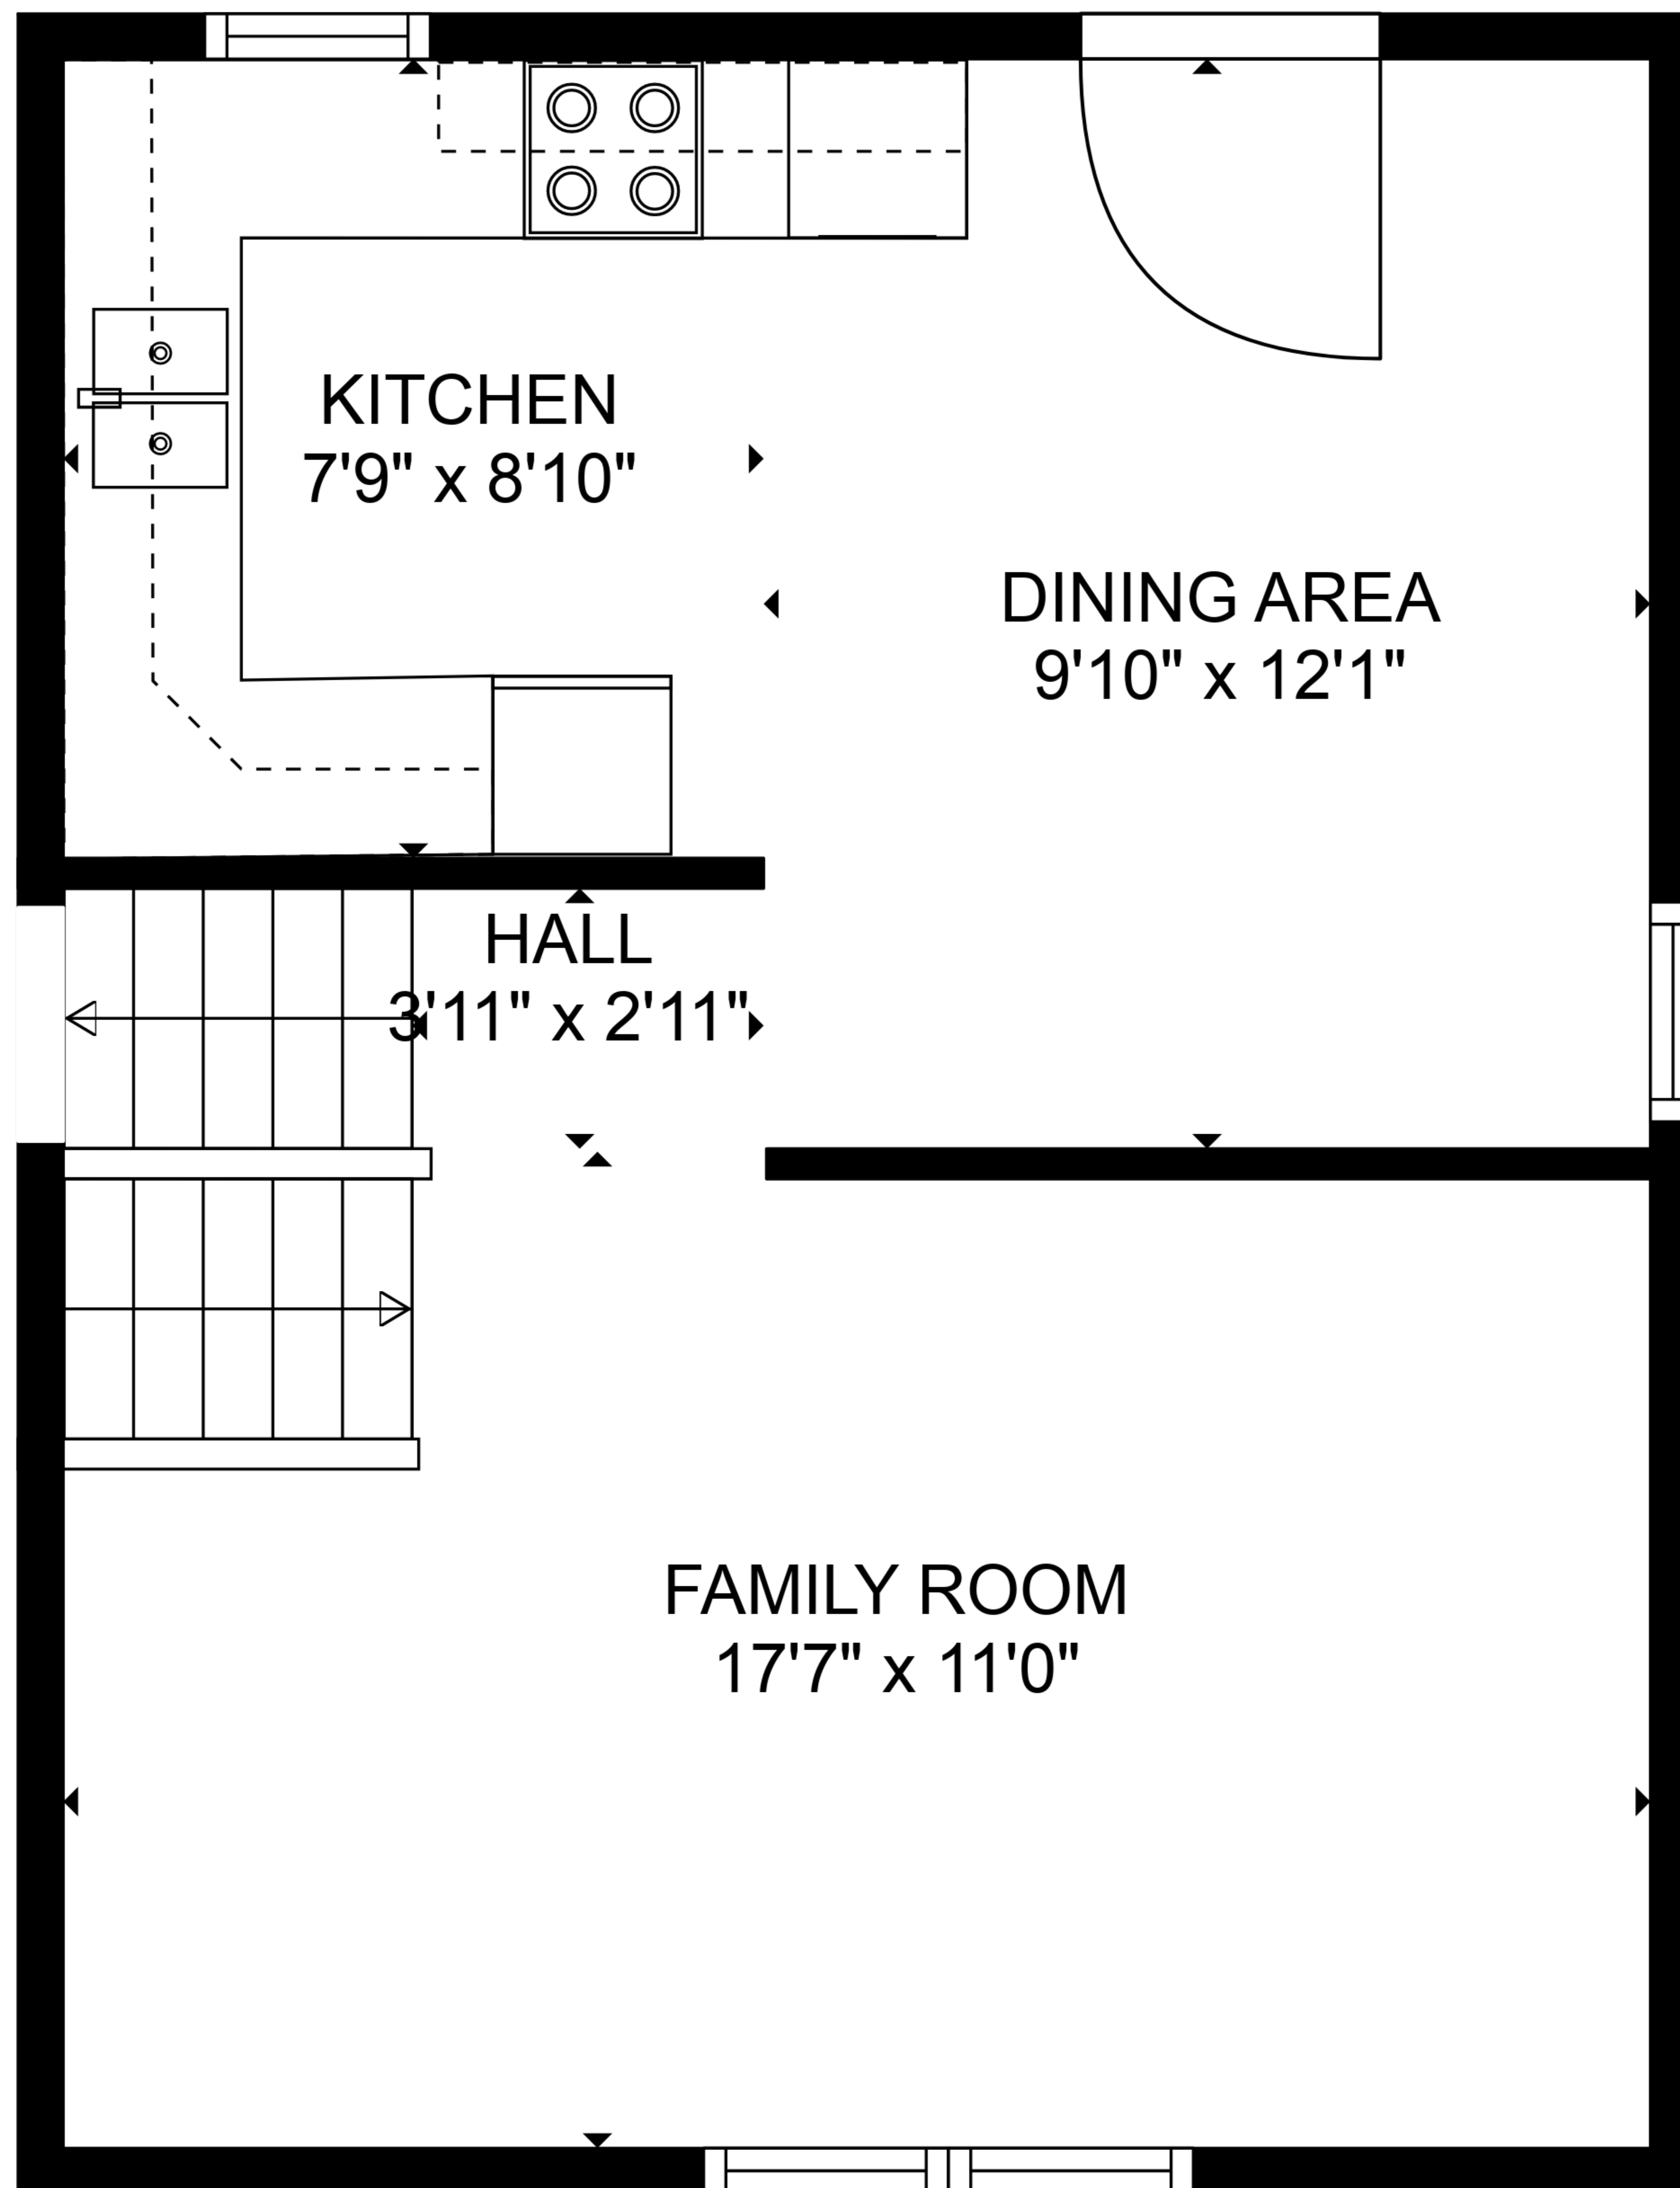 KITCHEN
7'9" x 8'10"
DINING AREA
9'10" x 12'1"
HALL
3'11" x 2'11"
FAMILY ROOM
17'7" x 11'0"